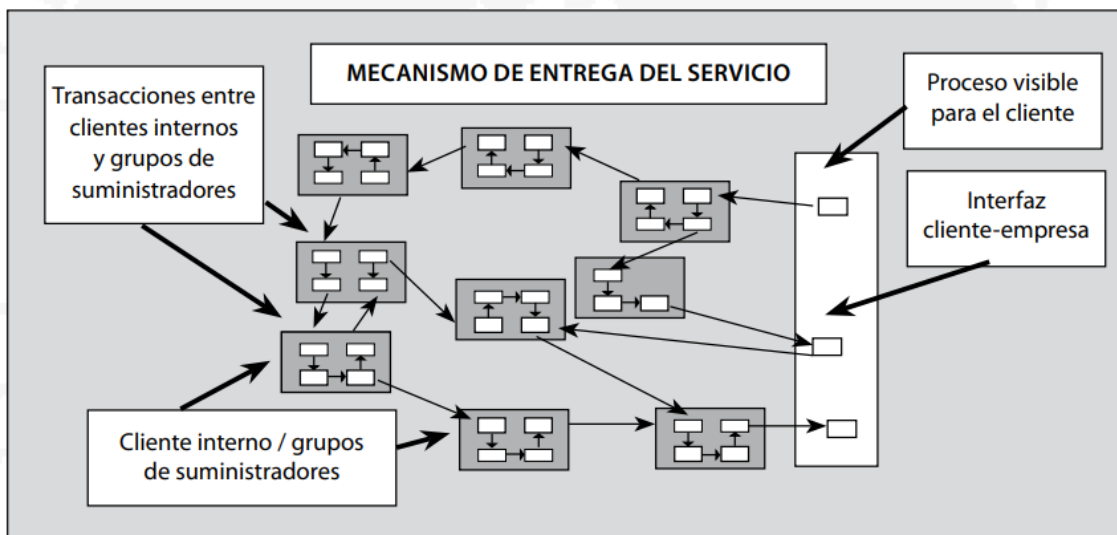 MECANISMO DE ENTREGA DEL SERVICIO
Transacciones entre
clientes internos
y grupos de
suministradores
Proceso visible
para el cliente
Interfaz
cliente-empresa
Cliente interno / grupos
de suministradores